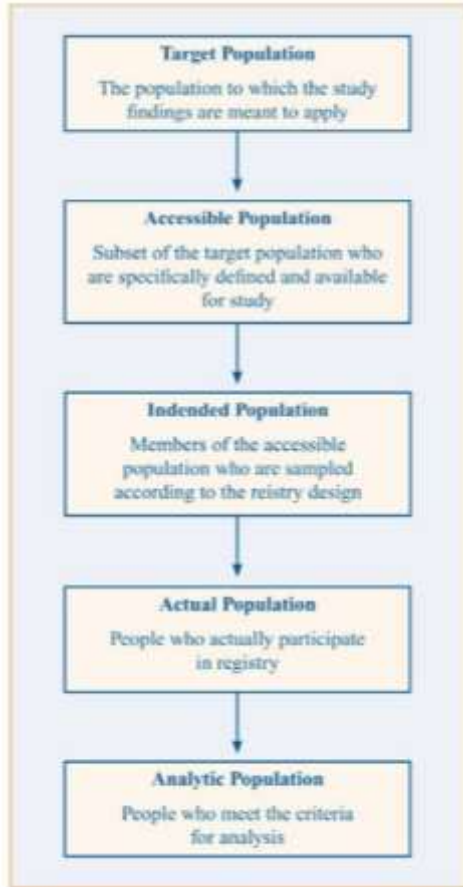 Target Population
The population to which the study
findings are meant to apply
Accessible Population
Subset of the target population who
are specifically defined and available
for study
Indended Population
Members of the accessible
population who are sampled
according to the reistry design
Actual Population
People who actually participate
in registry
Analytic Population
People who meet the criteria
for analysis